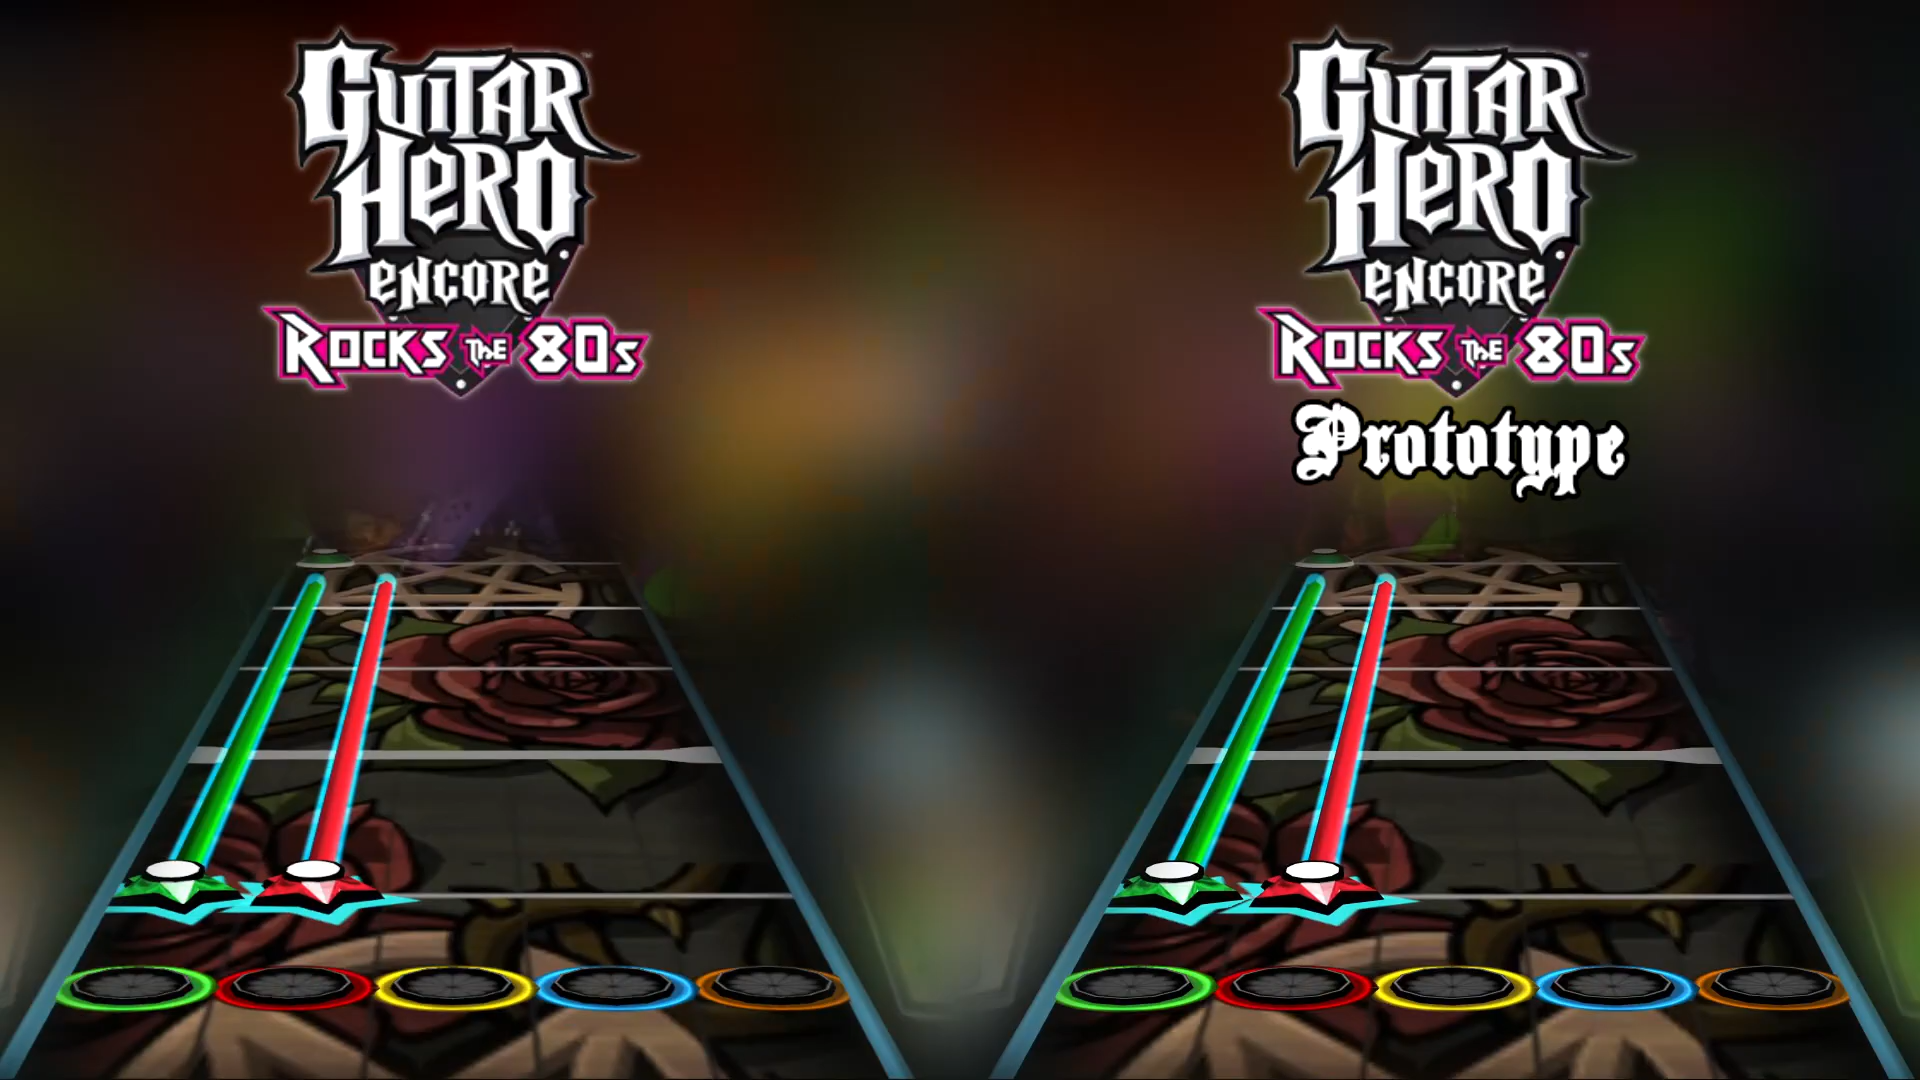 GUITAR
HERO
ENCORE
ROCKS THE 80s
GUITAR
HERO
ENCORE
ROCKS THE 80s
Prototype